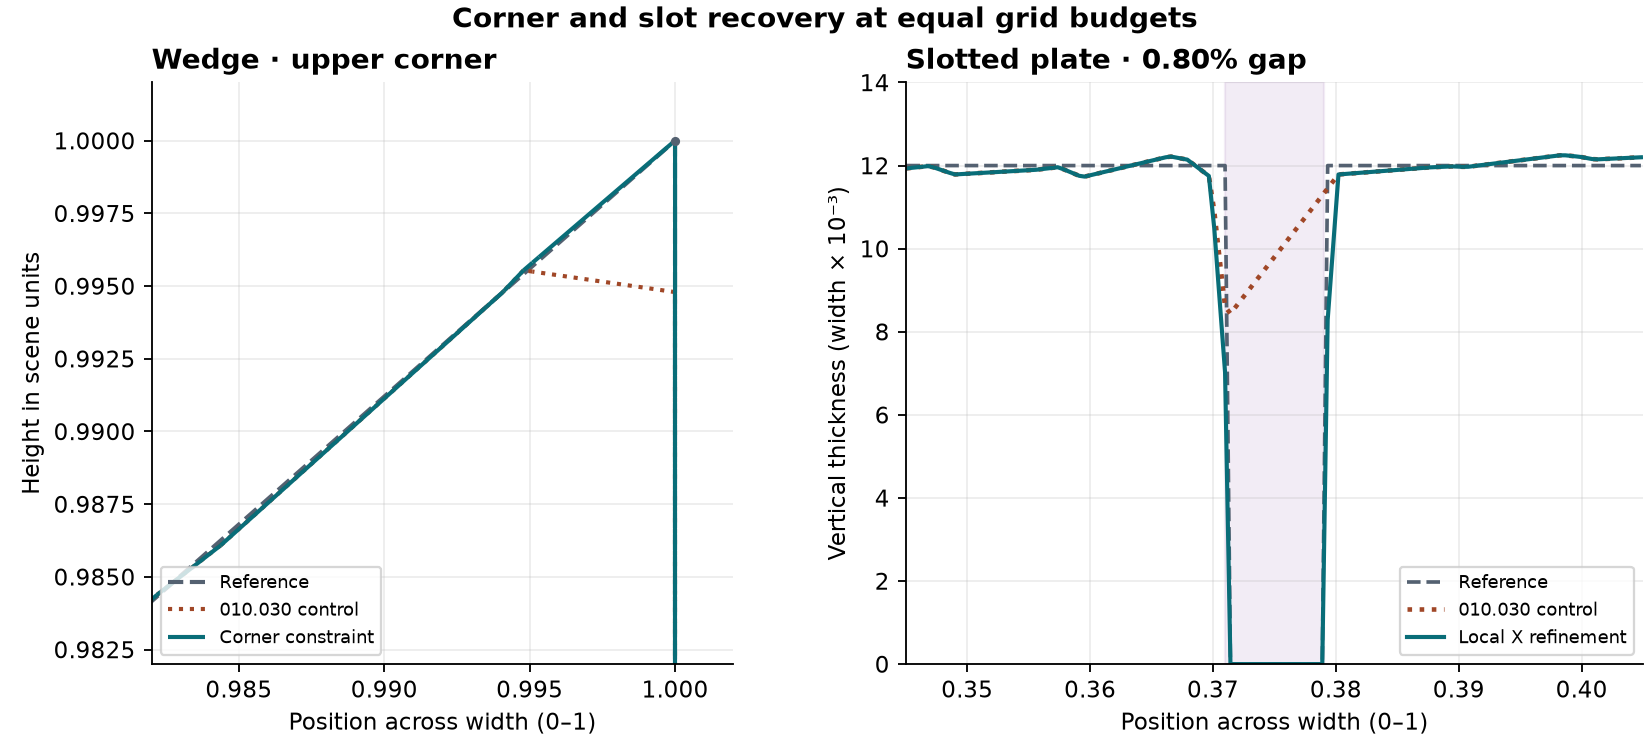 Corner and slot recovery at equal grid budgets
Wedge · upper corner
Height in scene units
1.0000
0.9975
0.9950
0.9925
0.9900
0.9875
0.9850
0.9825
0.985
0.990
0.995
1.000
Position across width (0–1)
Reference
010.030 control
Corner constraint
Slotted plate · 0.80% gap
Vertical thickness (width × 10⁻³)
14
12
10
8
6
4
2
0
0.35
0.36
0.37
0.38
0.39
0.40
Position across width (0–1)
Reference
010.030 control
Local X refinement